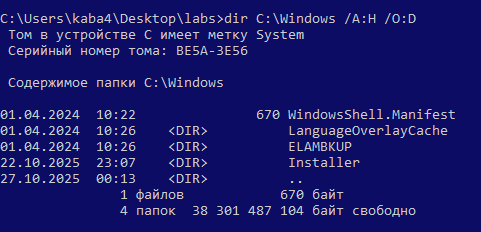 C:\Users\kaba4\Desktop\labs>dir C:\Windows /A:H /O:D
Том в устройстве C имеет метку System
Серийный номер тома: BE5A-3E56
Содержимое папки C:\Windows
01.04.2024  10:22               670 WindowsShell.Manifest
01.04.2024  10:26    <DIR>          LanguageOverlayCache
01.04.2024  10:26    <DIR>          ELAMBKUP
22.10.2025  23:07    <DIR>          Installer
27.10.2025  00:13    <DIR>          ..
1 файлов            670 байт
4 папок  38 301 487 104 байт свободно